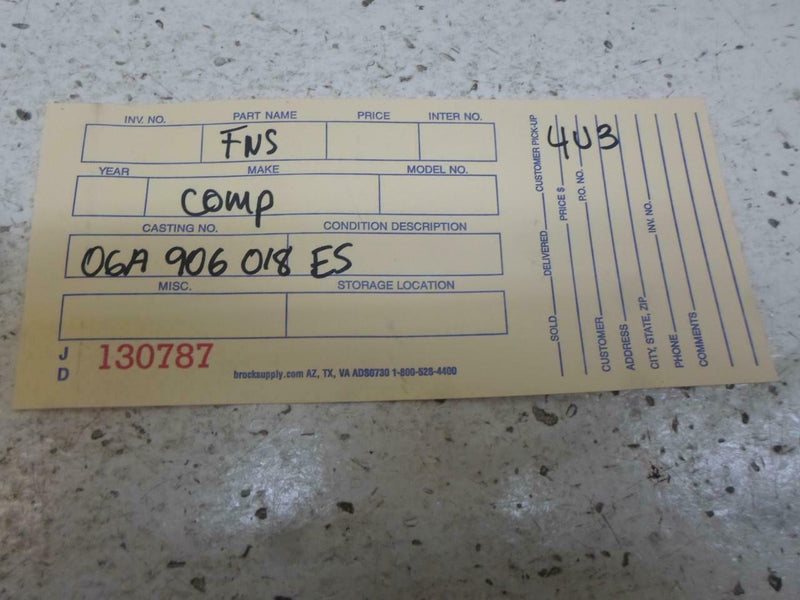 INV. NO. PART NAME PRICE INTER NO.
FNS
YEAR MAKE MODEL NO.
comp
CASTING NO. CONDITION DESCRIPTION
06A 906 018 ES
MISC. STORAGE LOCATION
J D 130787
brocksupply.com AZ, TX, VA ADS6730 1-800-528-4400
4U3
SOLD DELIVERED CUSTOMER PICK-UP
PRICE $
RO. NO.
CUSTOMER
ADDRESS
CITY, STATE, ZIP INV. NO.
PHONE
COMMENTS